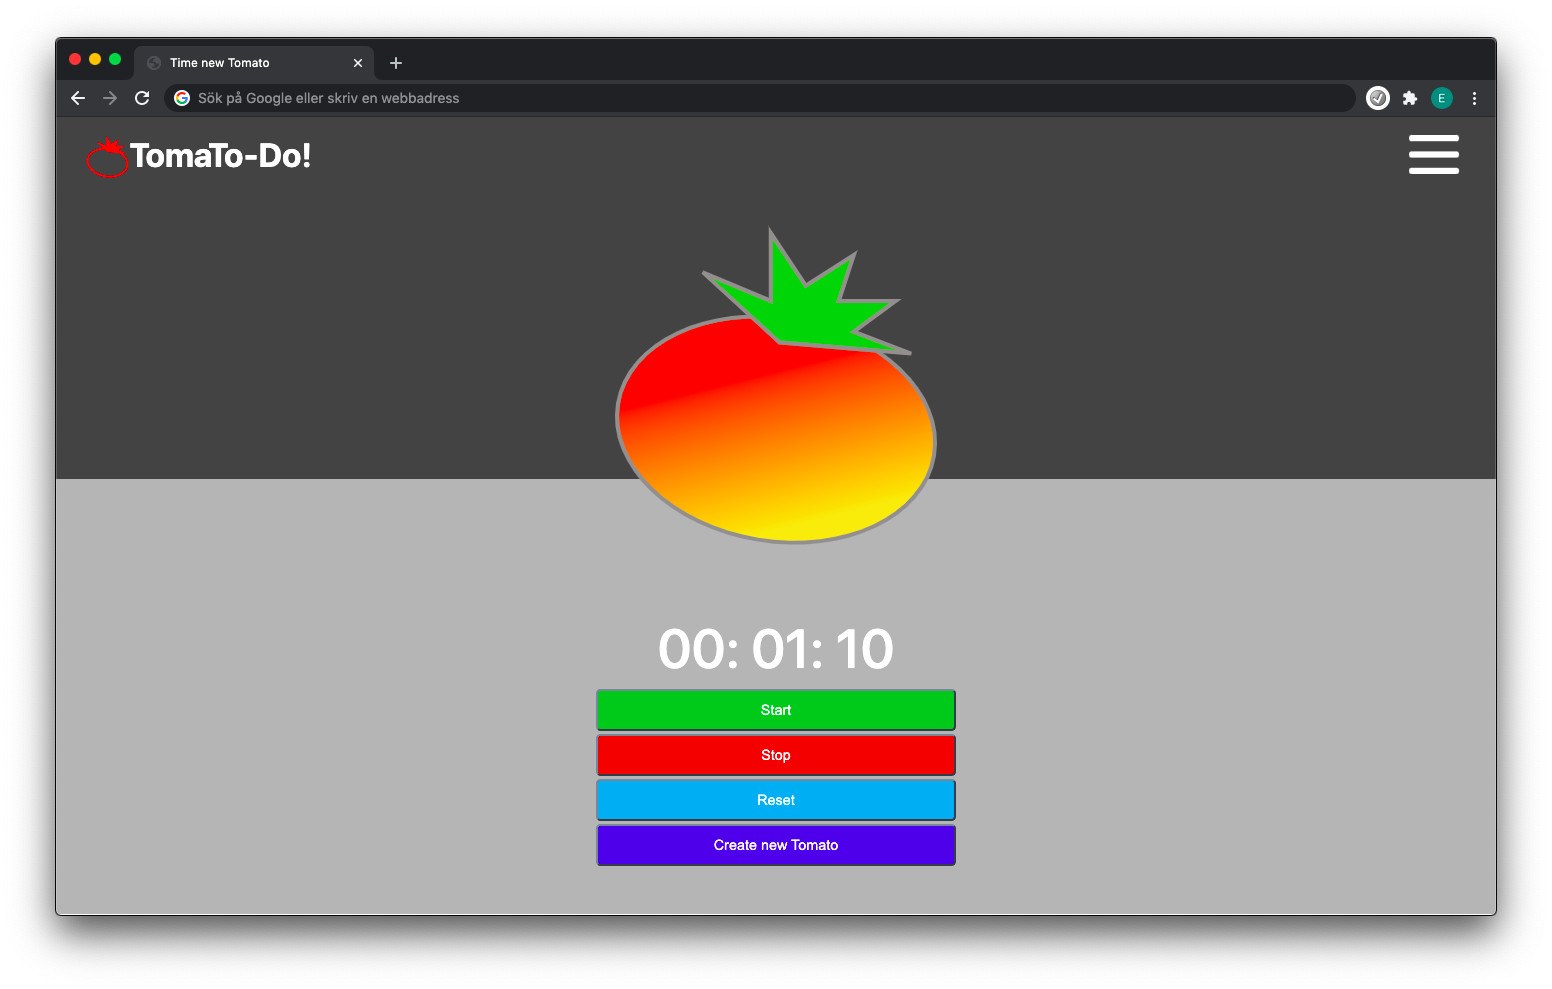 Time new Tomato
Sök på Google eller skriv en webbadress
E
TomaTo-Do!
00: 01: 10
Start
Stop
Reset
Create new Tomato